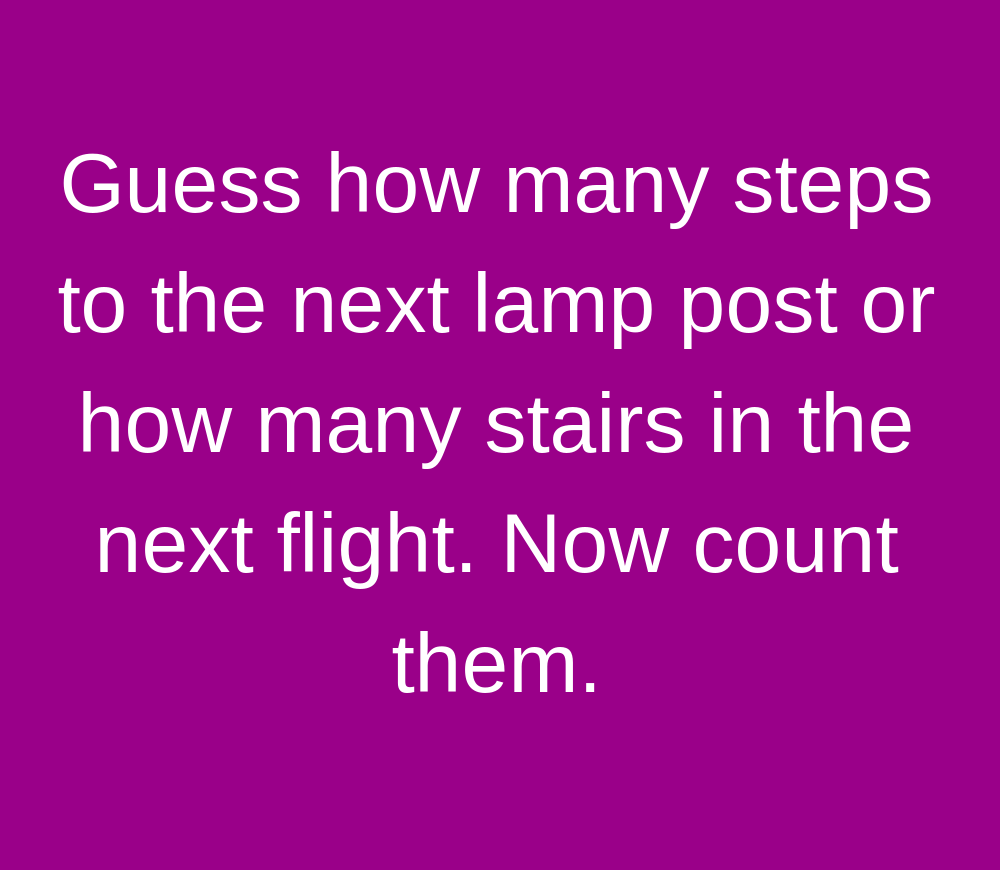 Guess how many steps
to the next lamp post or
how many stairs in the
next flight. Now count
them.